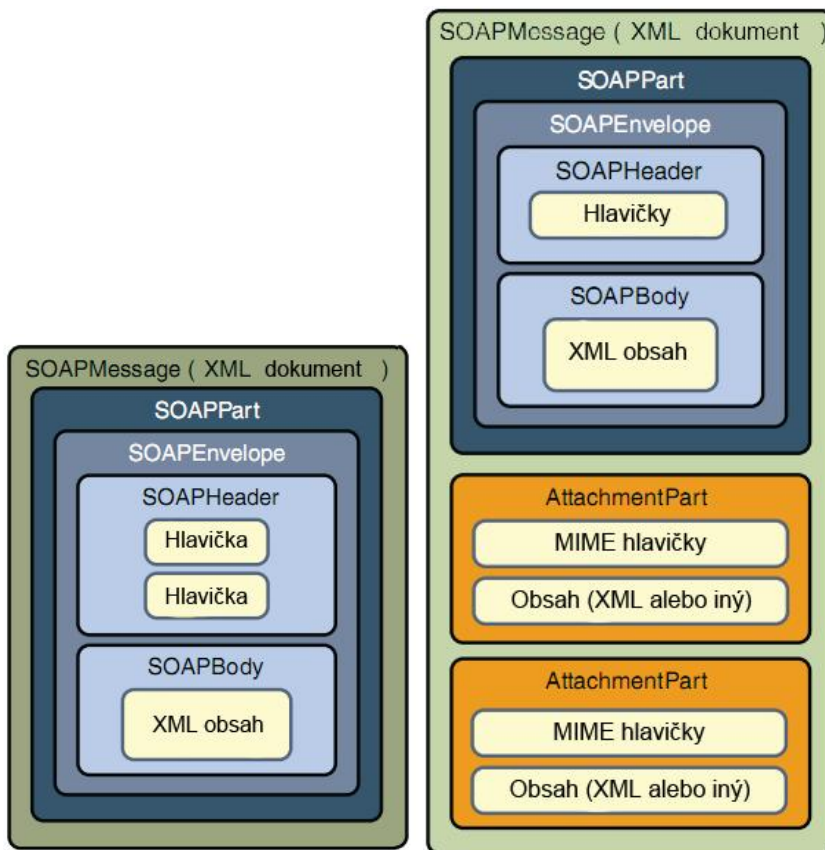 SOAPMessage ( XML dokument )
SOAPPart
SOAPEnvelope
SOAPHeader
Hlavička
Hlavička
SOAPBody
XML obsah
SOAPMessage ( XML dokument )
SOAPPart
SOAPEnvelope
SOAPHeader
Hlavičky
SOAPBody
XML obsah
AttachmentPart
MIME hlavičky
Obsah (XML alebo iný)
AttachmentPart
MIME hlavičky
Obsah (XML alebo iný)